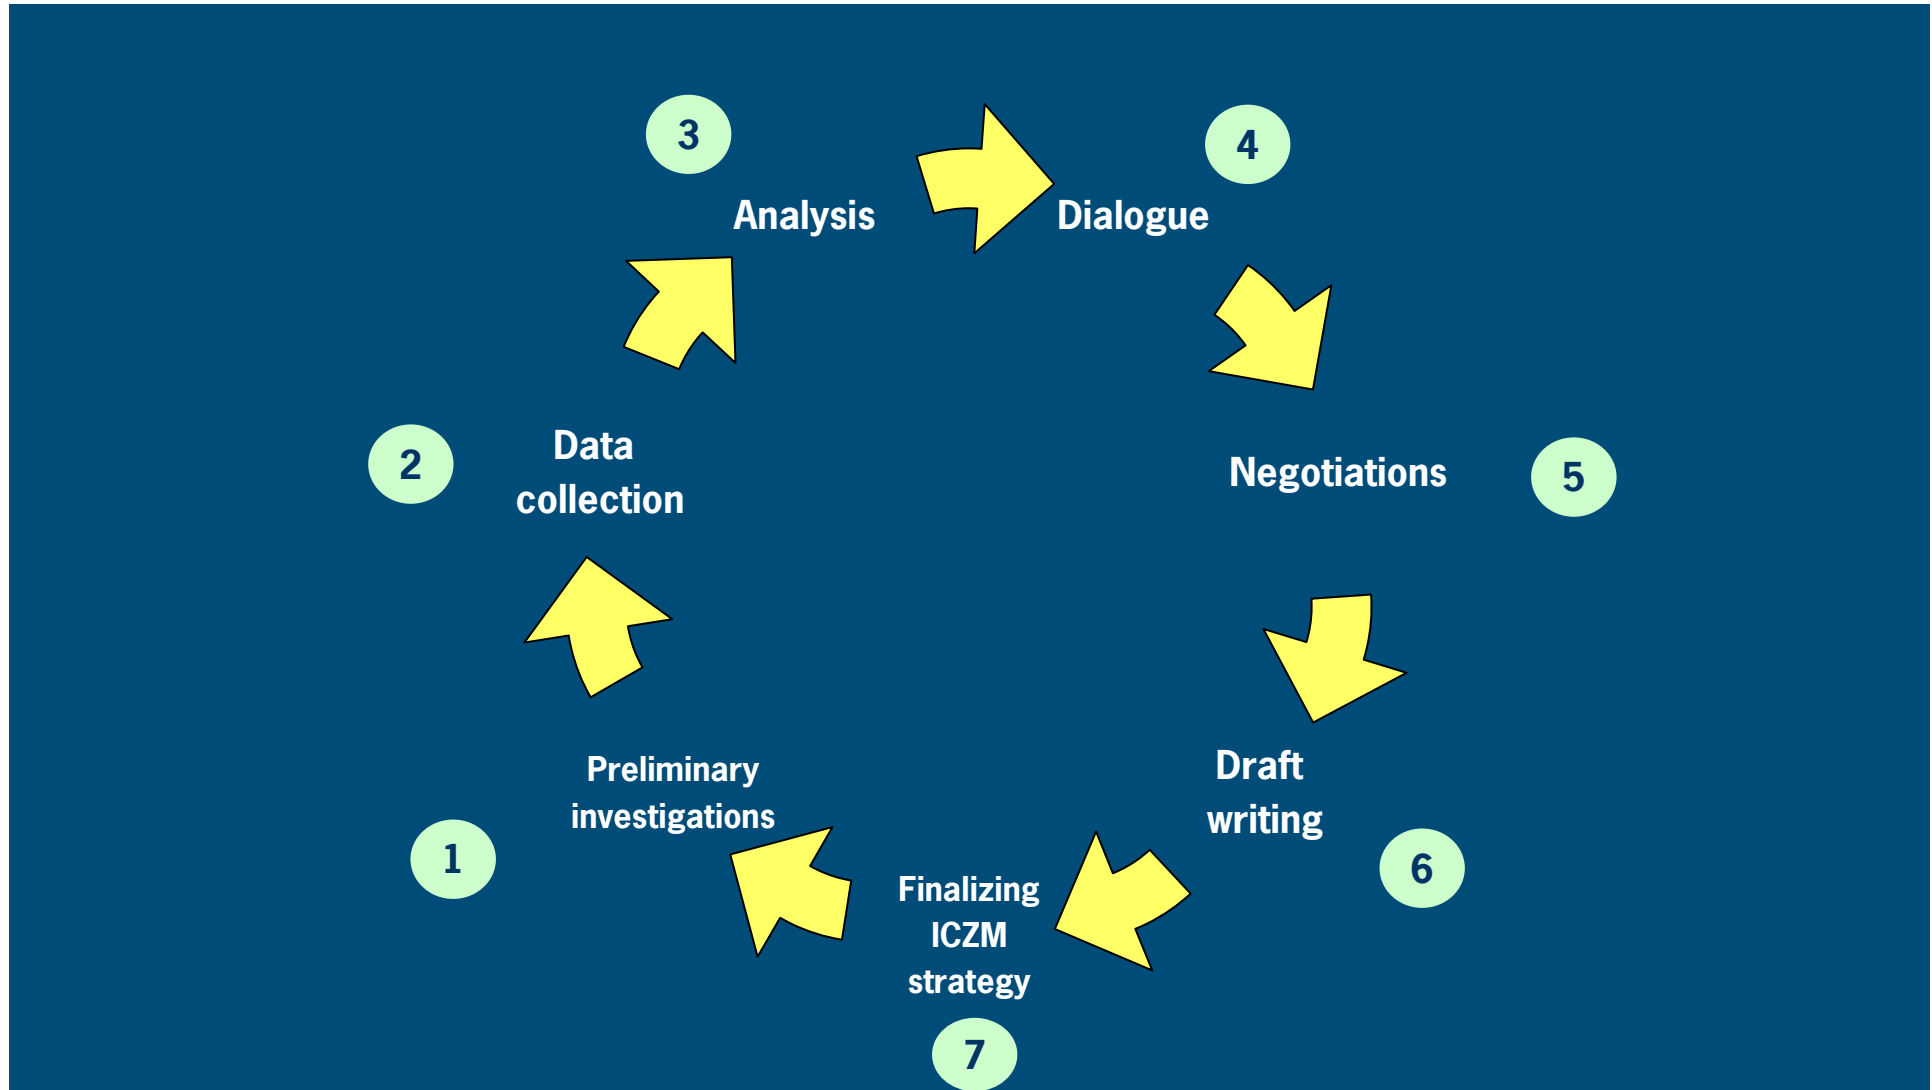 3
4
Analysis
Dialogue
2
Data
collection
Negotiations
5
Preliminary
investigations
1
Draft
writing
6
Finalizing
ICZM
strategy
7